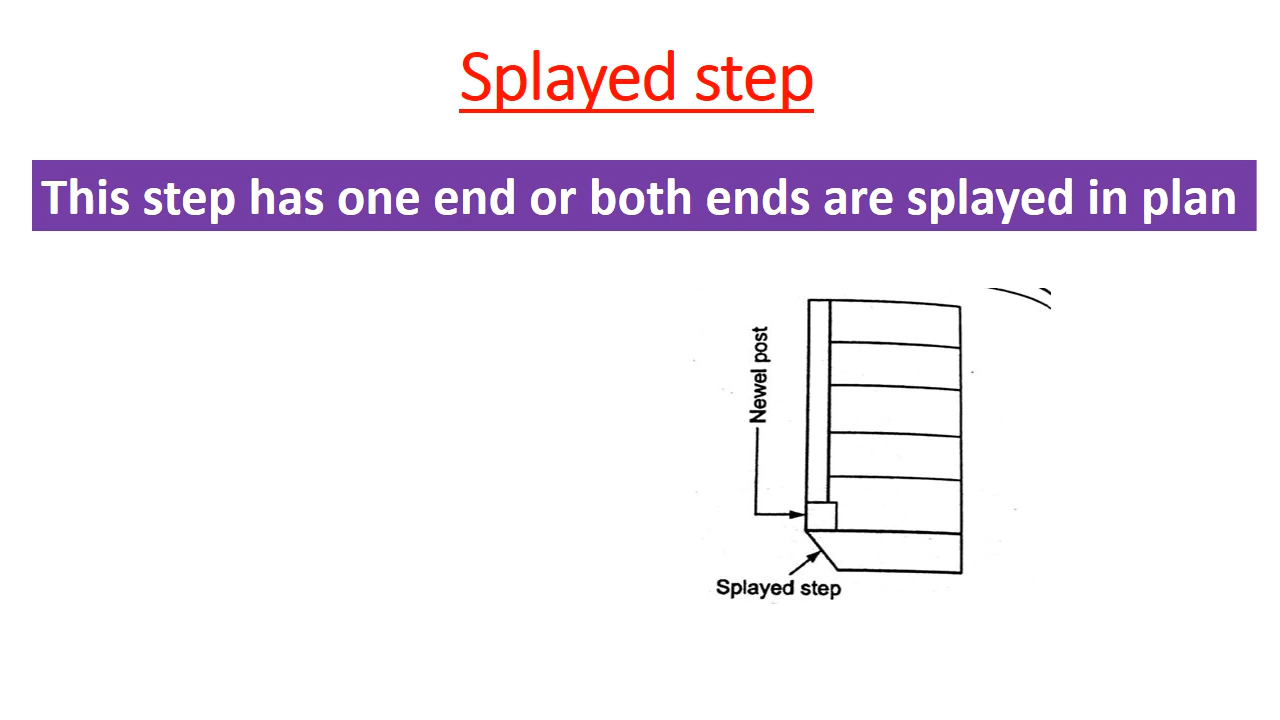 Splayed step
This step has one end or both ends are splayed in plan
Newel post
Splayed step